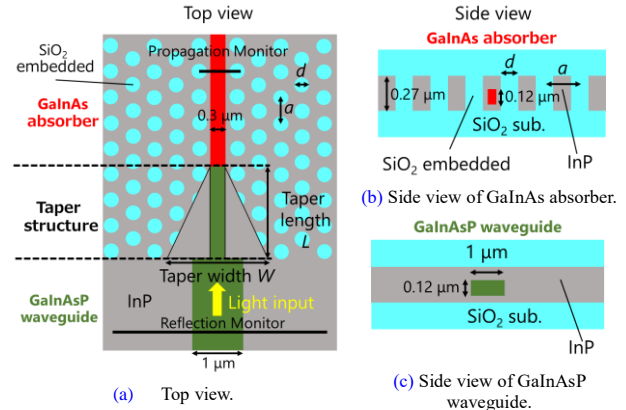 Top view
SiO2 embedded
Propagation Monitor
d
a
GaInAs absorber
0.3 μm
Taper structure
Taper length L
Taper width W
GaInAsP waveguide
InP
Light input
Reflection Monitor
1 μm
(a) Top view.
Side view
GaInAs absorber
d
a
0.27 μm
0.12 μm
SiO2 sub.
SiO2 embedded
InP
(b) Side view of GaInAs absorber.
GaInAsP waveguide
1 μm
0.12 μm
SiO2 sub.
InP
(c) Side view of GaInAsP
waveguide.